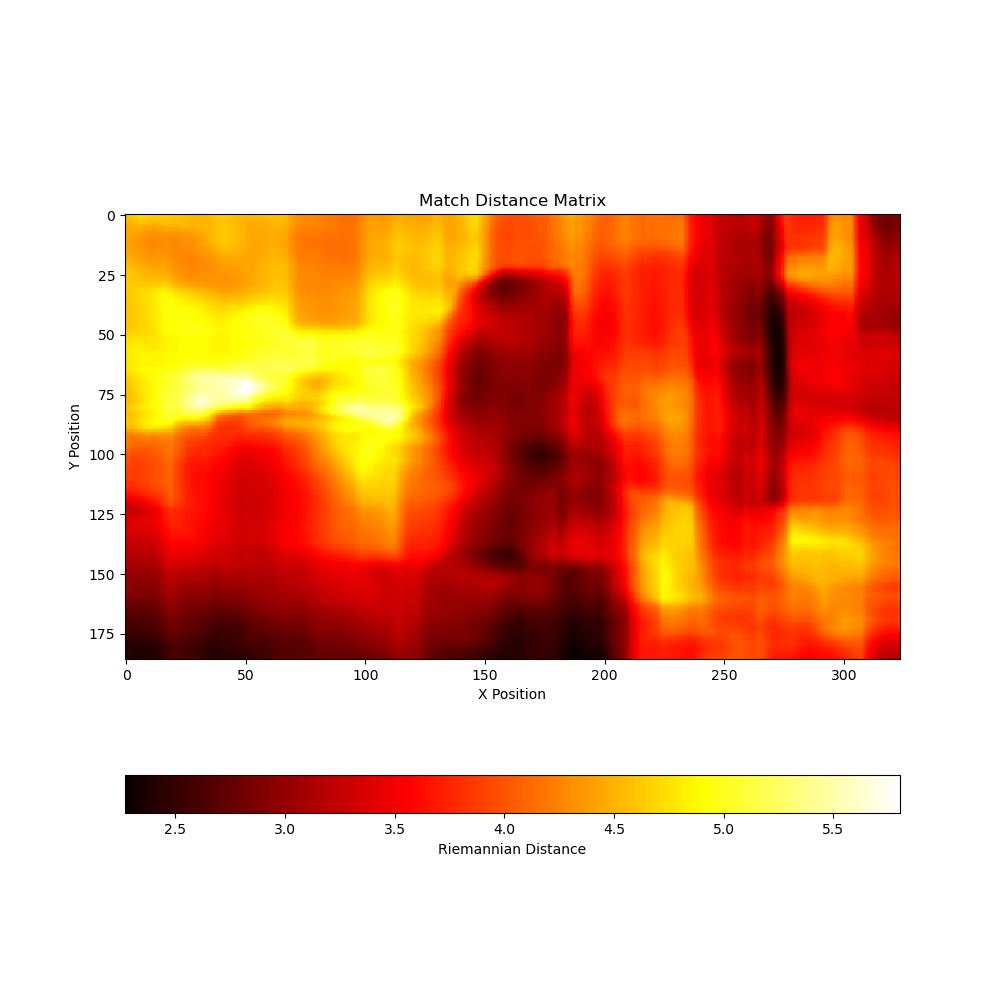 Match Distance Matrix
0
25
50
75
100
125
150
175
Y Position
0 50 100 150 200 250 300
X Position
2.5 3.0 3.5 4.0 4.5 5.0 5.5
Riemannian Distance